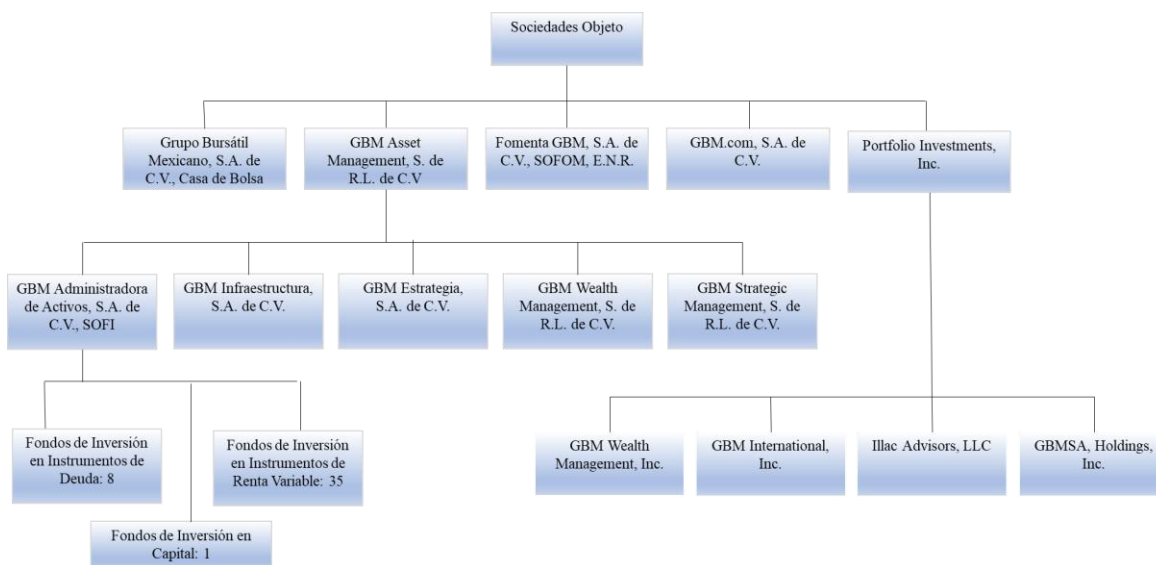 Sociedades Objeto
Grupo Bursátil
Mexicano, S.A. de
C.V., Casa de Bolsa
GBM Asset
Management, S. de
R.L. de C.V
Fomenta GBM, S.A. de
C.V., SOFOM, E.N.R.
GBM.com, S.A. de
C.V.
Portfolio Investments,
Inc.
GBM Administradora
de Activos, S.A. de
C.V., SOFI
GBM Infraestructura,
S.A. de C.V.
GBM Estrategia,
S.A. de C.V.
GBM Wealth
Management, S. de
R.L. de C.V.
GBM Strategic
Management, S. de
R.L. de C.V.
Fondos de Inversión
en Instrumentos de
Deuda: 8
Fondos de Inversión
en Instrumentos de
Renta Variable: 35
Fondos de Inversión en
Capital: 1
GBM Wealth
Management, Inc.
GBM International,
Inc.
Illac Advisors, LLC
GBMSA, Holdings,
Inc.